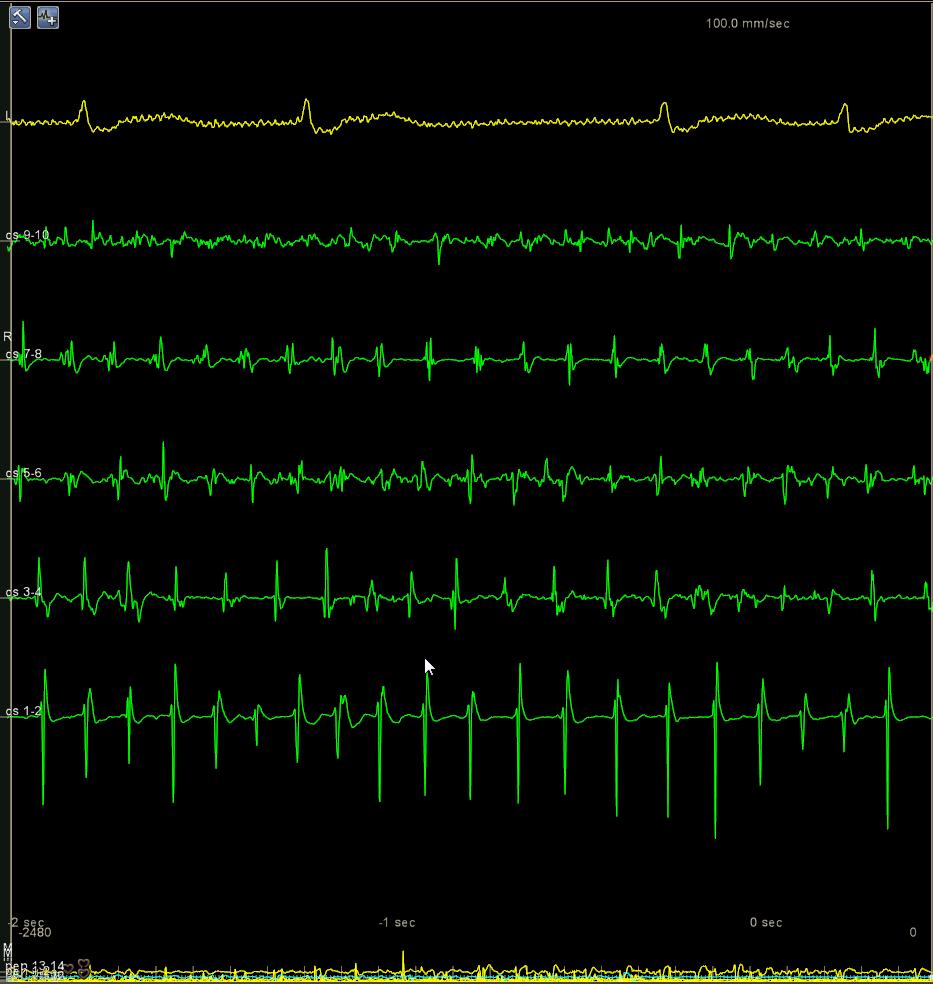 100.0 mm/sec
cs 9-10
R
cs 7-8
cs 5-6
cs 3-4
cs 1-2
-2 sec
-1 sec
0 sec
-2480
0